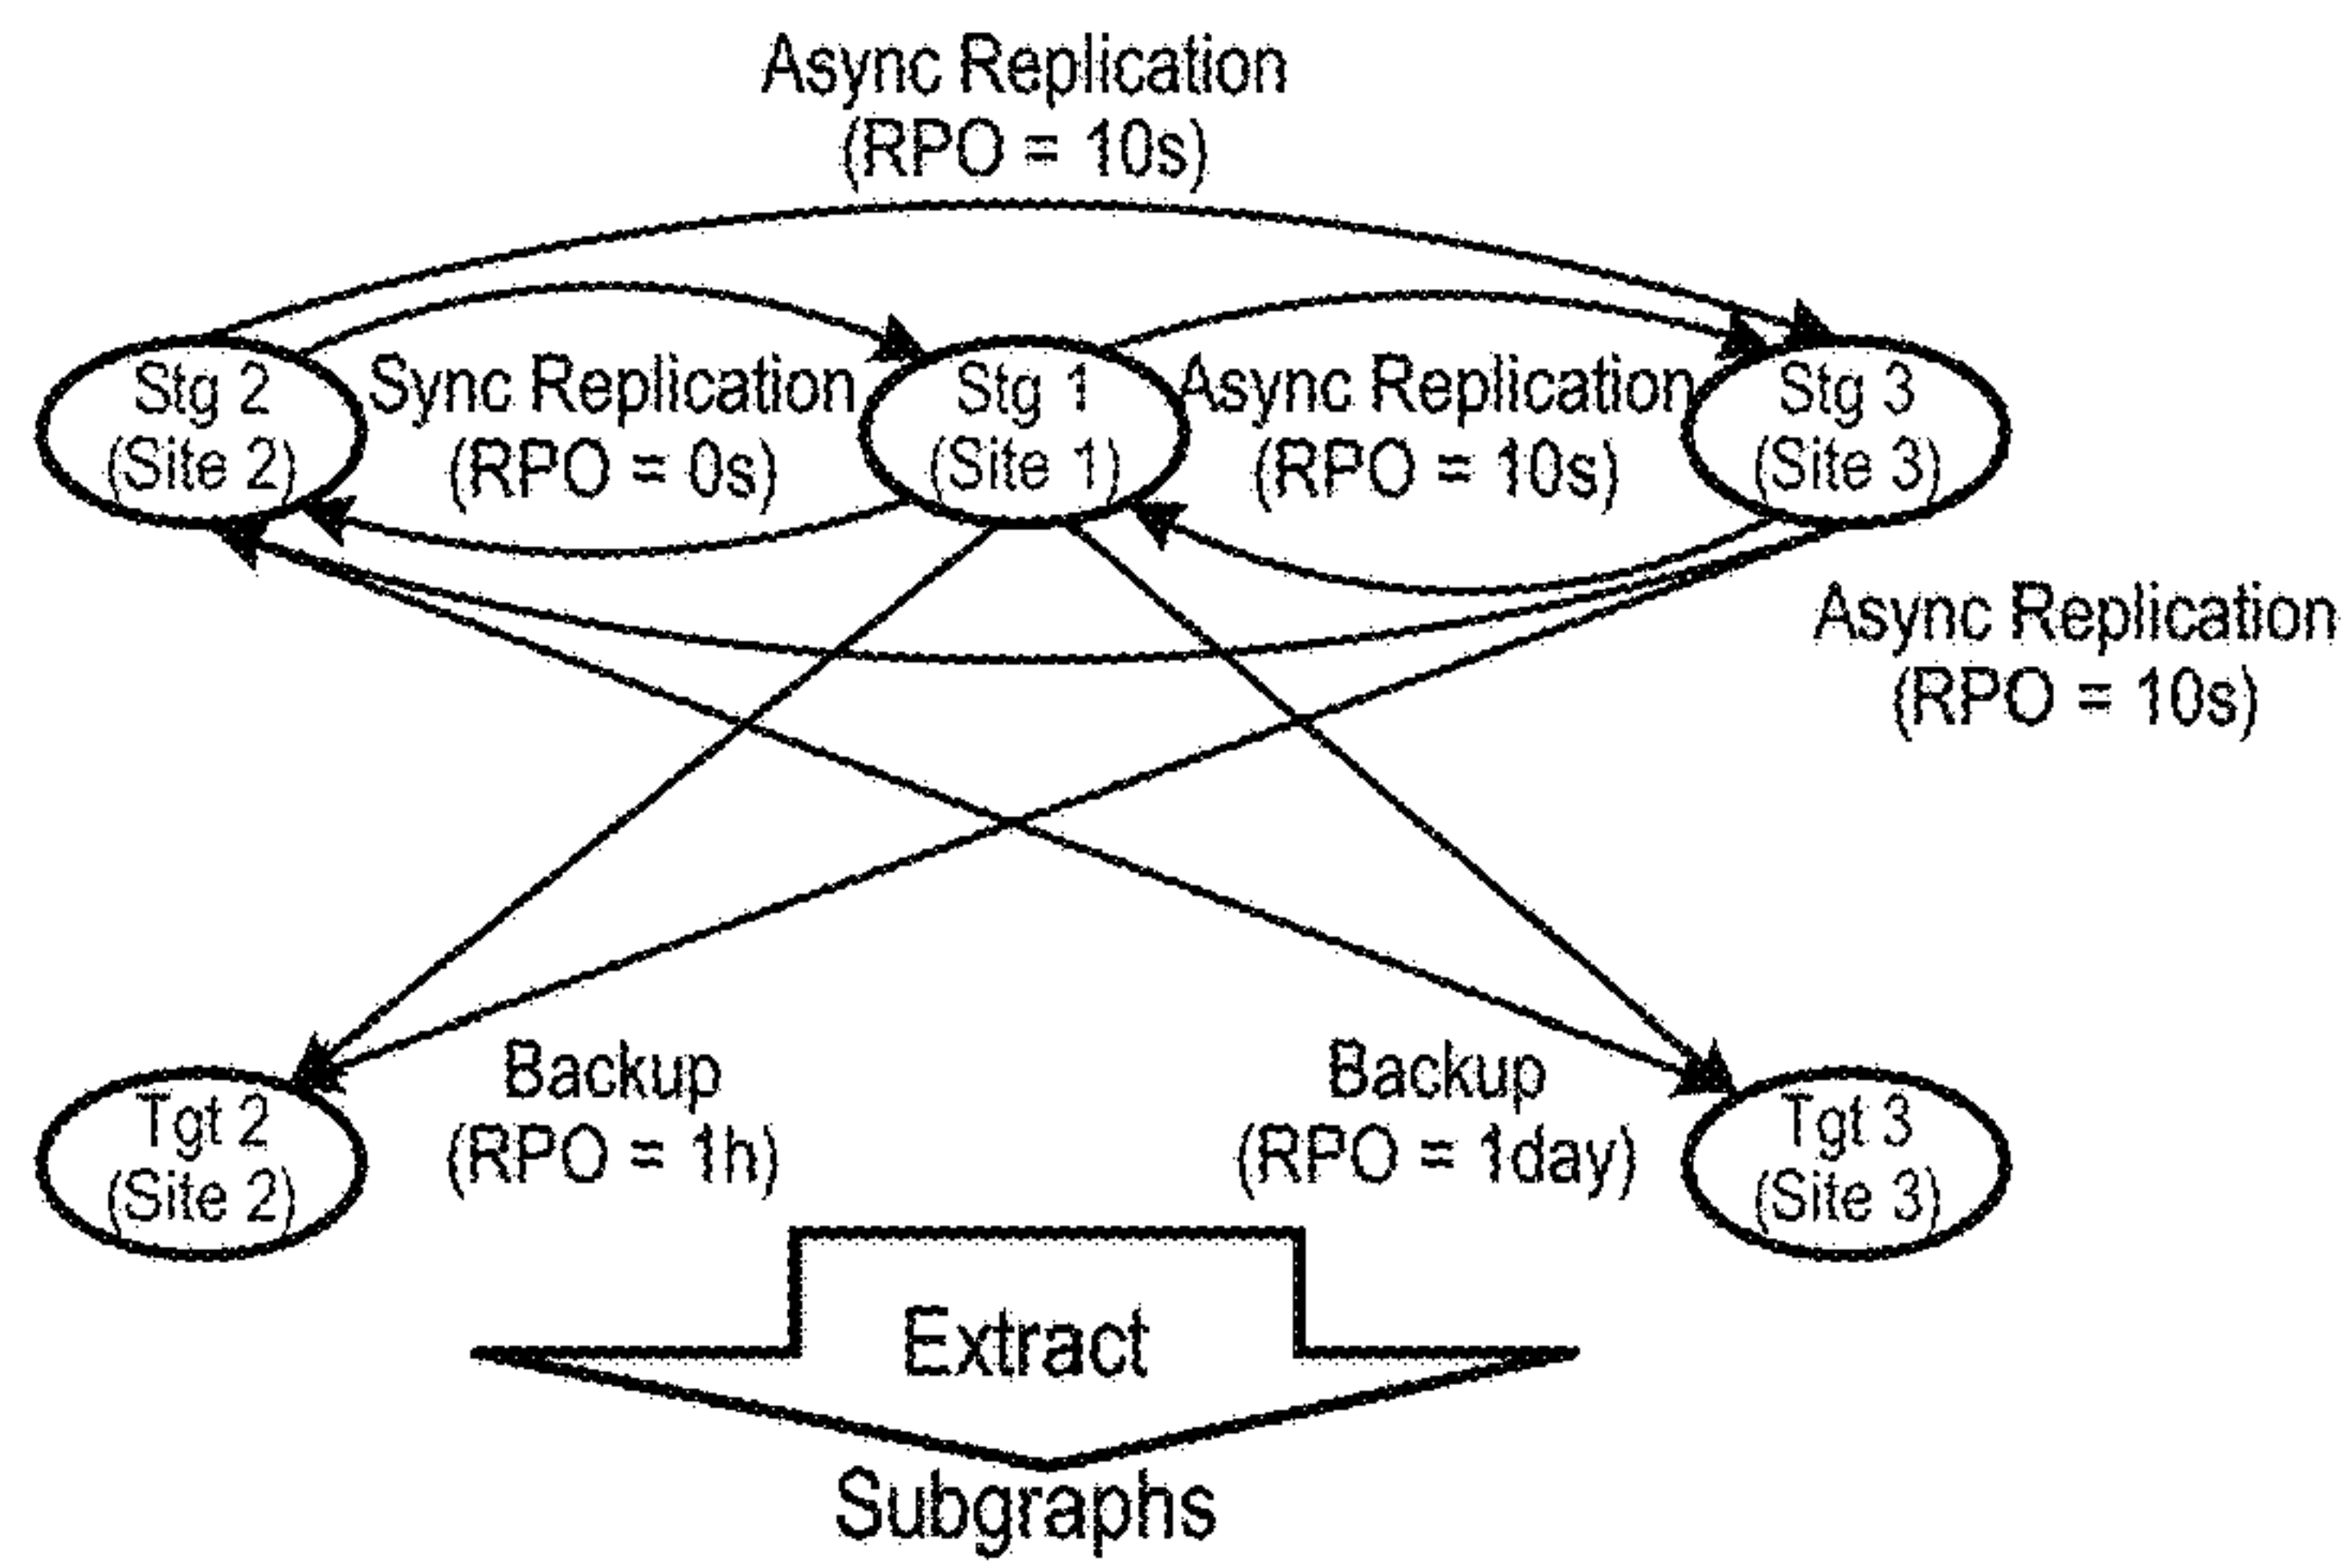 Async Replication
(RPO = 10s)
Stg 2
(Site 2)
Sync Replication
(RPO = 0s)
Stg 1
(Site 1)
Async Replication
(RPO = 10s)
Stg 3
(Site 3)
Async Replication
(RPO = 10s)
Tgt 2
(Site 2)
Backup
(RPO = 1h)
Backup
(RPO = 1day)
Tgt 3
(Site 3)
Extract
Subgraphs